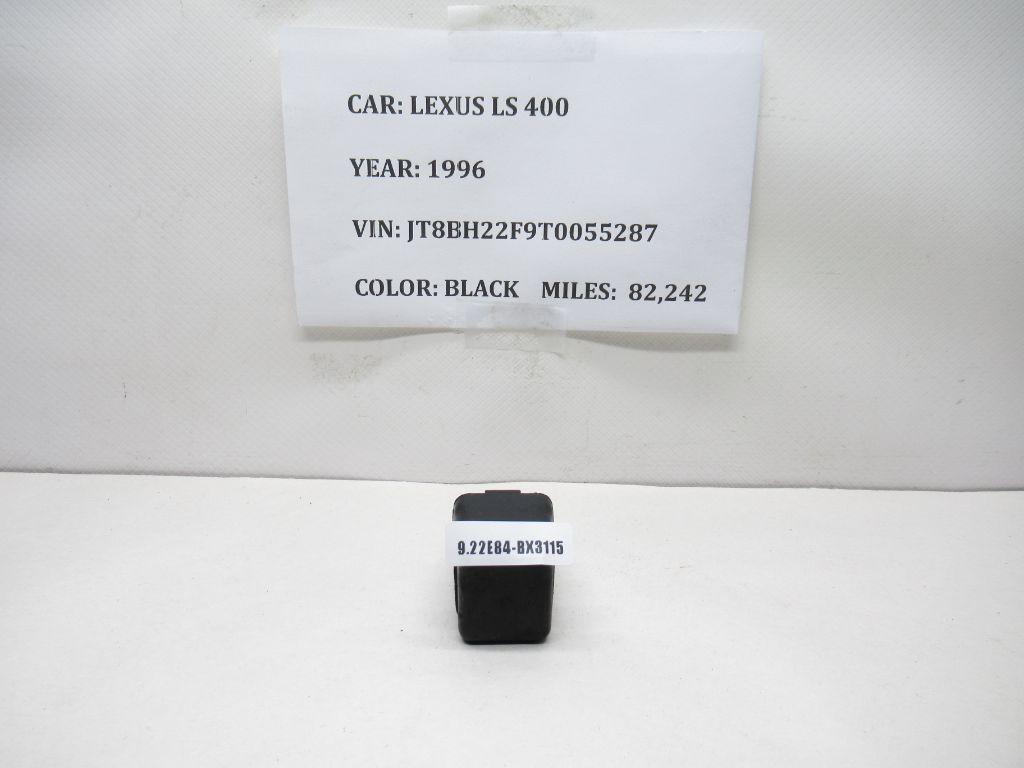 CAR: LEXUS LS 400
YEAR: 1996
VIN: JT8BH22F9T0055287
COLOR: BLACK MILES: 82,242
9.22E84-BX3115